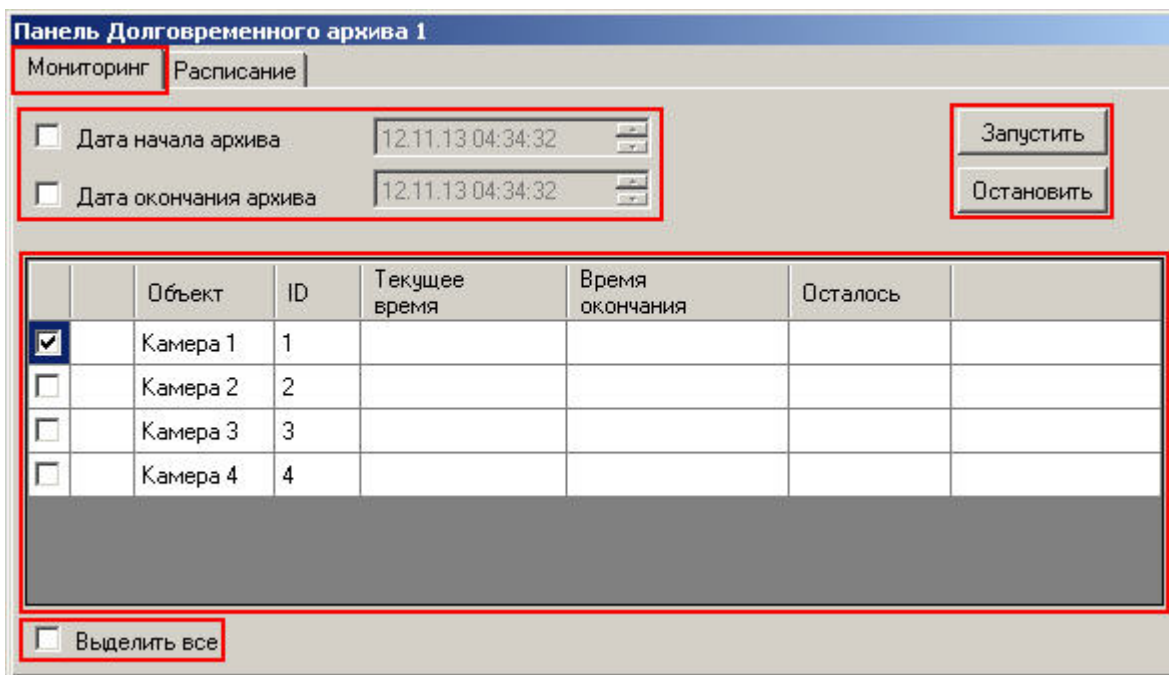 Панель Долговременного архива 1
Мониторинг Расписание
Дата начала архива 12.11.13 04:34:32 Запустить
Дата окончания архива 12.11.13 04:34:32 Остановить
Объект ID Текущее время Время окончания Осталось
Камера 1 1
Камера 2 2
Камера 3 3
Камера 4 4
Выделить все